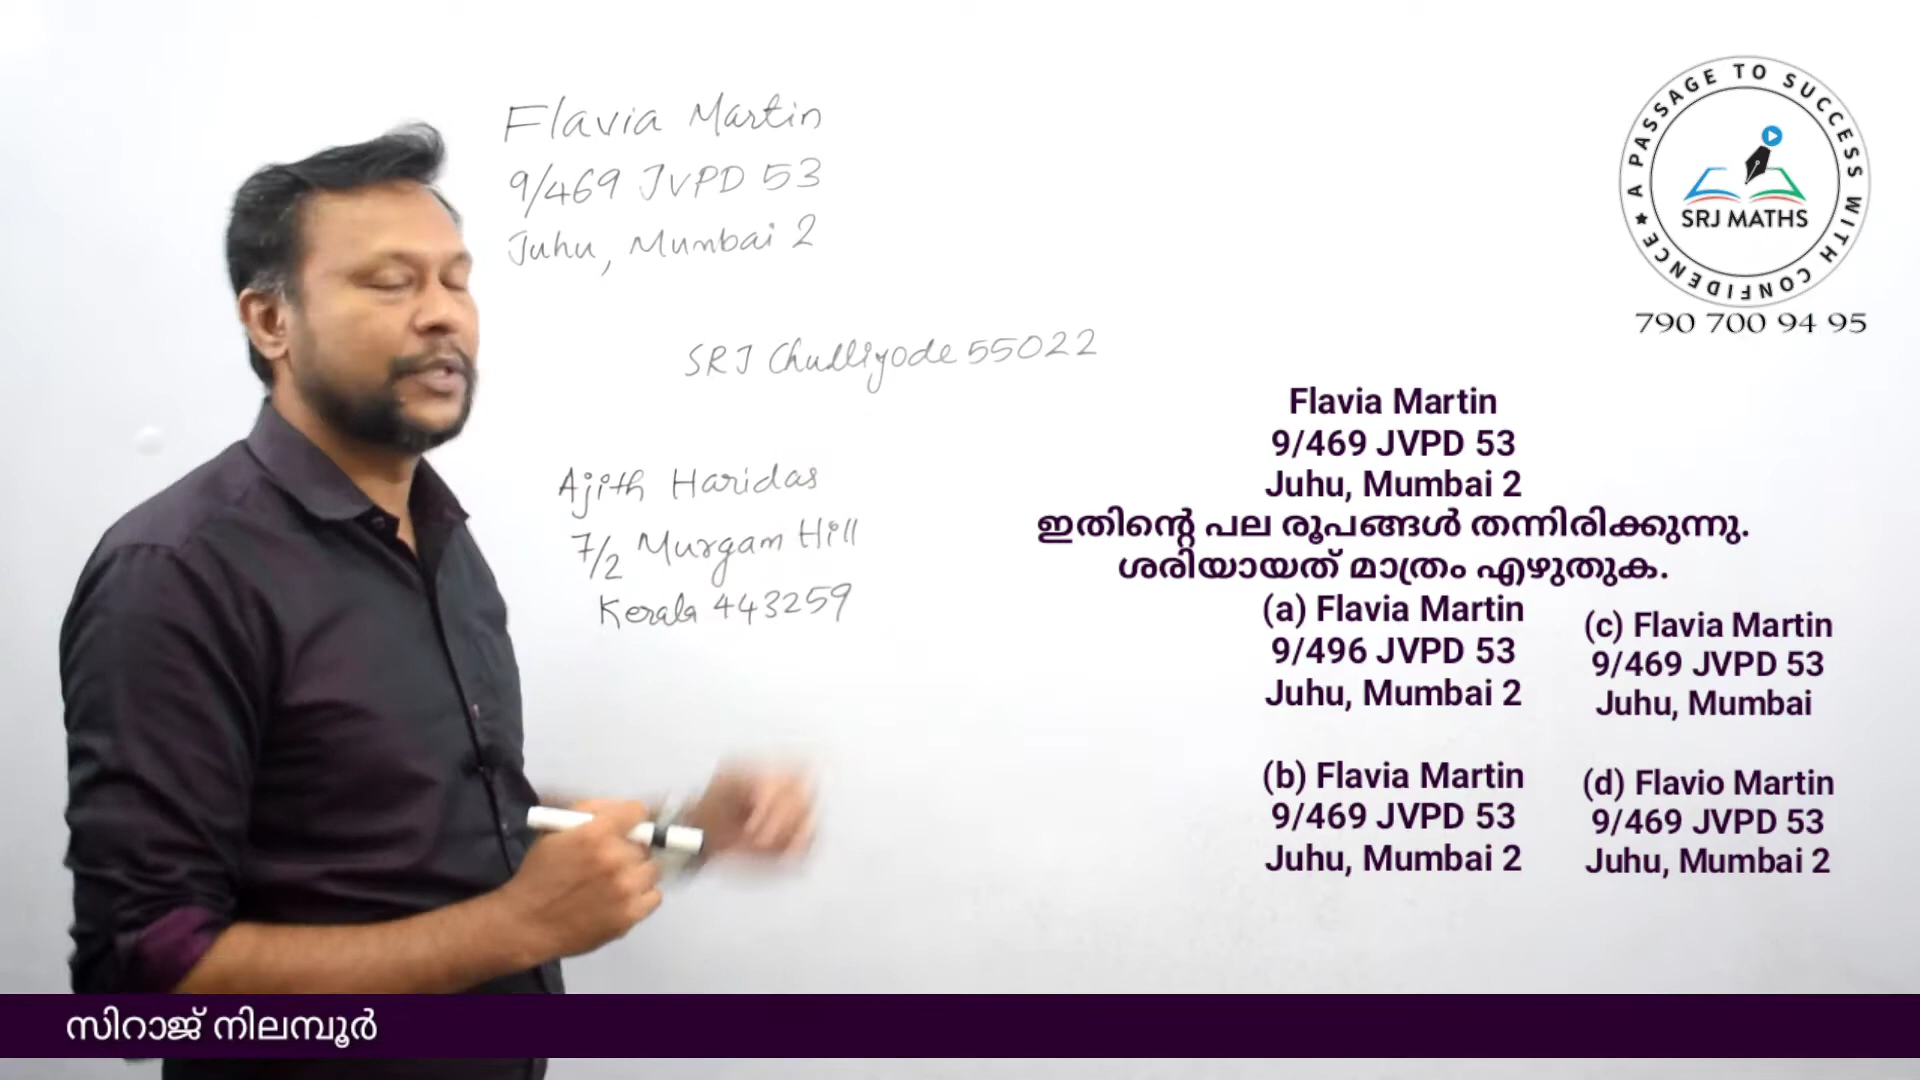 Flavia Martin
9/469 JVPD 53
Juhu, Mumbai 2
SRJ Chulliyode 55022
Ajith Haridas
7/2 Murgam Hill
Kerala 443259
A PASSAGE TO SUCCESS WITH CONFIDENCE
SRJ MATHS
790 700 94 95
Flavia Martin
9/469 JVPD 53
Juhu, Mumbai 2
ഇതിന്റെ പല രൂപങ്ങൾ തന്നിരിക്കുന്നു.
ശരിയായത് മാത്രം എഴുതുക.
(a) Flavia Martin
9/496 JVPD 53
Juhu, Mumbai 2
(b) Flavia Martin
9/469 JVPD 53
Juhu, Mumbai 2
(c) Flavia Martin
9/469 JVPD 53
Juhu, Mumbai
(d) Flavio Martin
9/469 JVPD 53
Juhu, Mumbai 2
സിറാജ് നിലമ്പൂർ